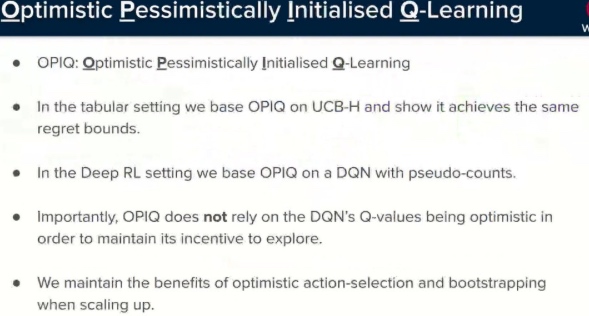 Optimistic Pessimistically Initialised Q-Learning
• OPIQ: Optimistic Pessimistically Initialised Q-Learning
• In the tabular setting we base OPIQ on UCB-H and show it achieves the same
regret bounds.
• In the Deep RL setting we base OPIQ on a DQN with pseudo-counts.
• Importantly, OPIQ does not rely on the DQN's Q-values being optimistic in
order to maintain its incentive to explore.
• We maintain the benefits of optimistic action-selection and bootstrapping
when scaling up.